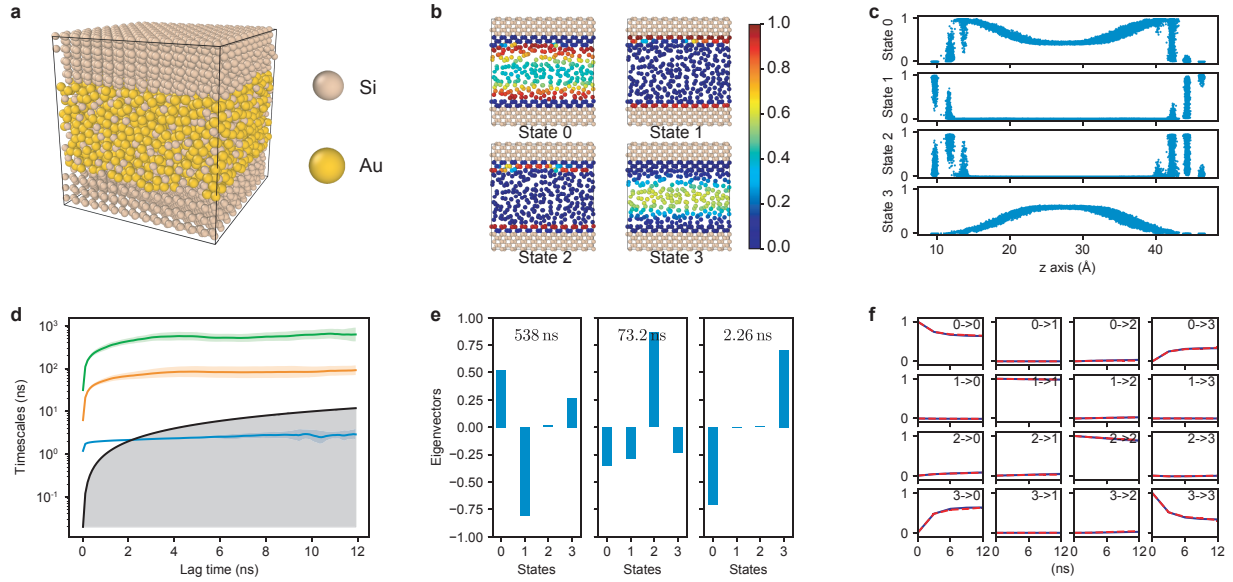 a
Si
Au
b
State 0
State 1
State 2
State 3
1.0
0.8
0.6
0.4
0.2
0.0
c
State 0
1
0
State 1
1
0
State 2
1
0
State 3
1
0
10
20
30
40
z axis (Å)
d
Timescales (ns)
10³
10²
10¹
10⁰
10⁻¹
0
2
4
6
8
10
12
Lag time (ns)
e
Eigenvectors
1.00
0.75
0.50
0.25
0.00
−0.25
−0.50
−0.75
−1.00
538 ns
73.2 ns
2.26 ns
0 1 2 3
0 1 2 3
0 1 2 3
States
States
f
1
0
0->0
0->1
0->2
0->3
1
0
1->0
1->1
1->2
1->3
1
0
2->0
2->1
2->2
2->3
1
0
3->0
3->1
3->2
3->3
0 6 12
0 6 12
0 6 12
0 6 12
(ns)